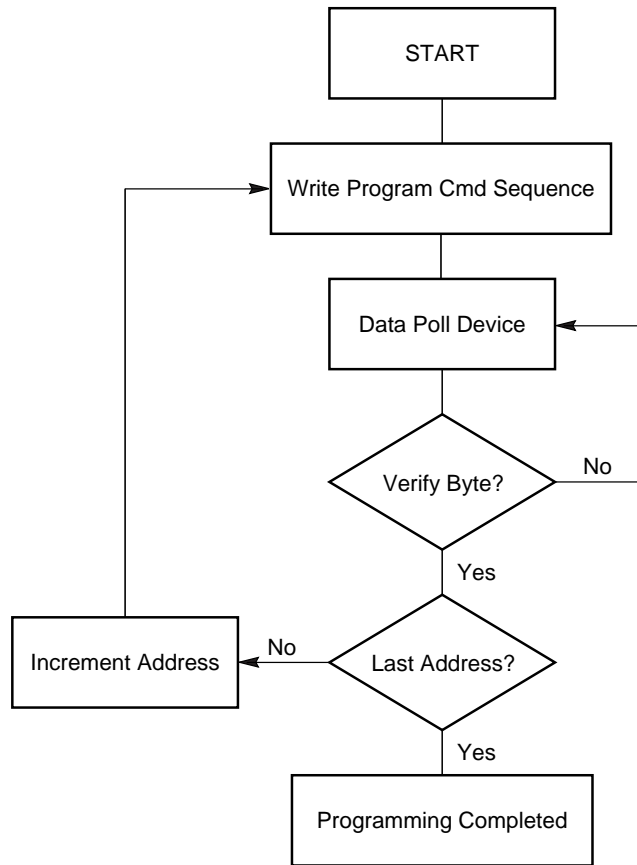 START
Write Program Cmd Sequence
Data Poll Device
Verify Byte?
No
Yes
Increment Address
No
Last Address?
Yes
Programming Completed